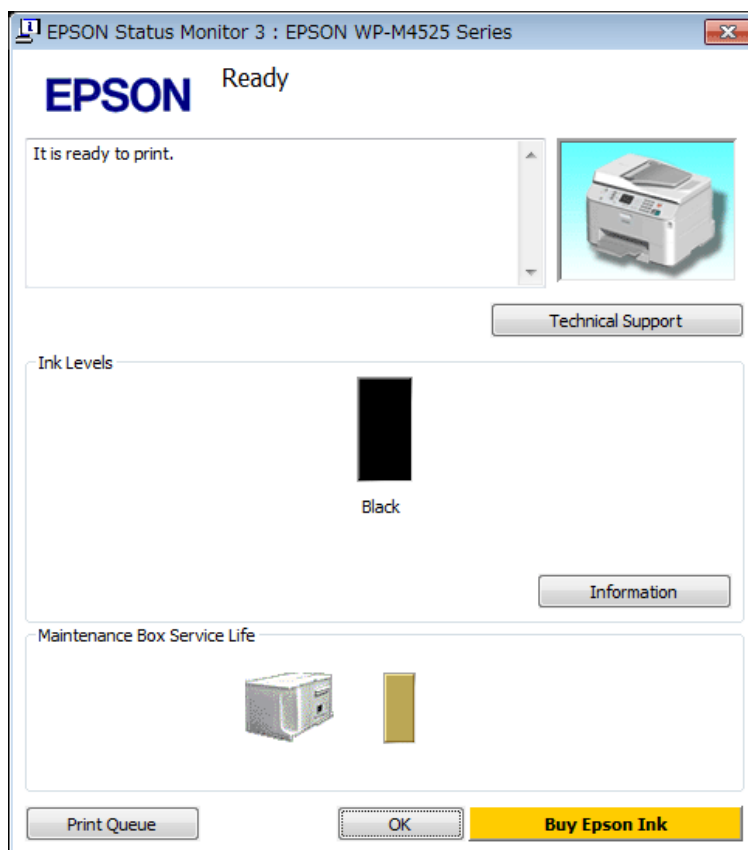 EPSON Status Monitor 3 : EPSON WP-M4525 Series
EPSON
Ready
It is ready to print.
Technical Support
Ink Levels
Black
Information
Maintenance Box Service Life
Print Queue
OK
Buy Epson Ink